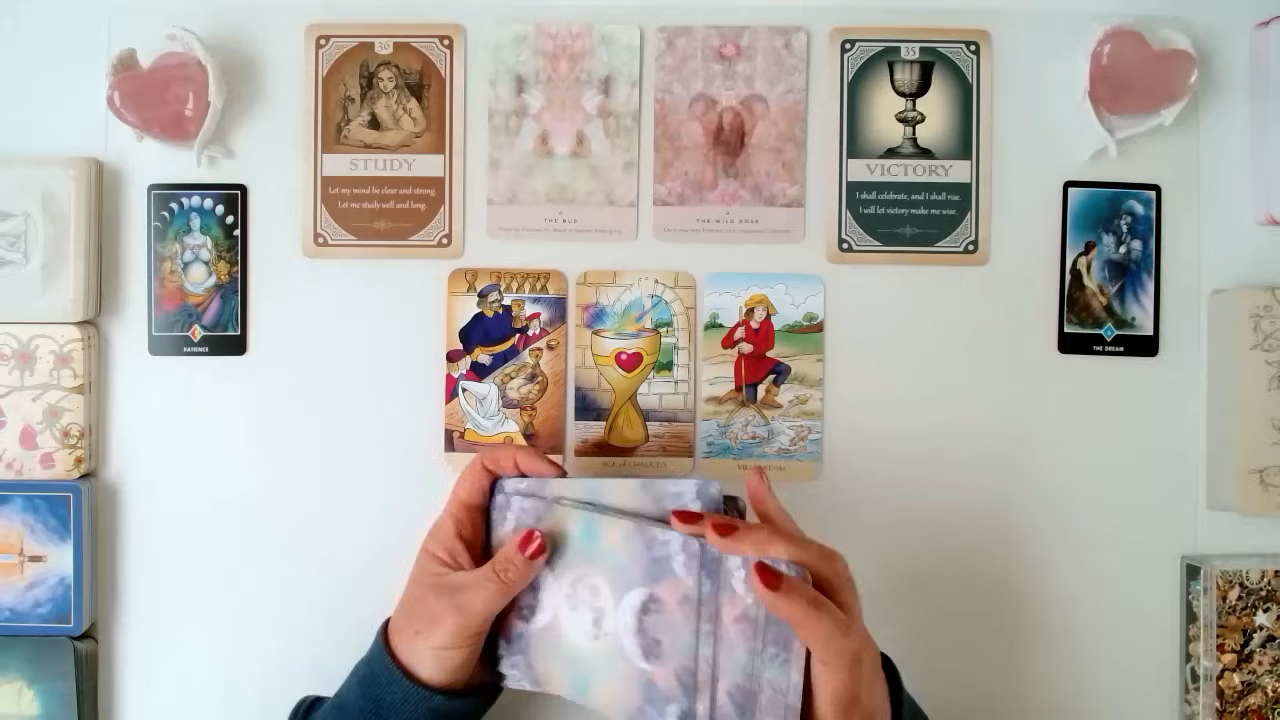 36
STUDY
Let my mind be clear and strong.
Let me study well and long.
THE BUD
THE WILD ROSE
35
VICTORY
I shall celebrate, and I shall rise.
I will let victory make me wise.
PATIENCE
THE DREAM
ACE of CHALICES